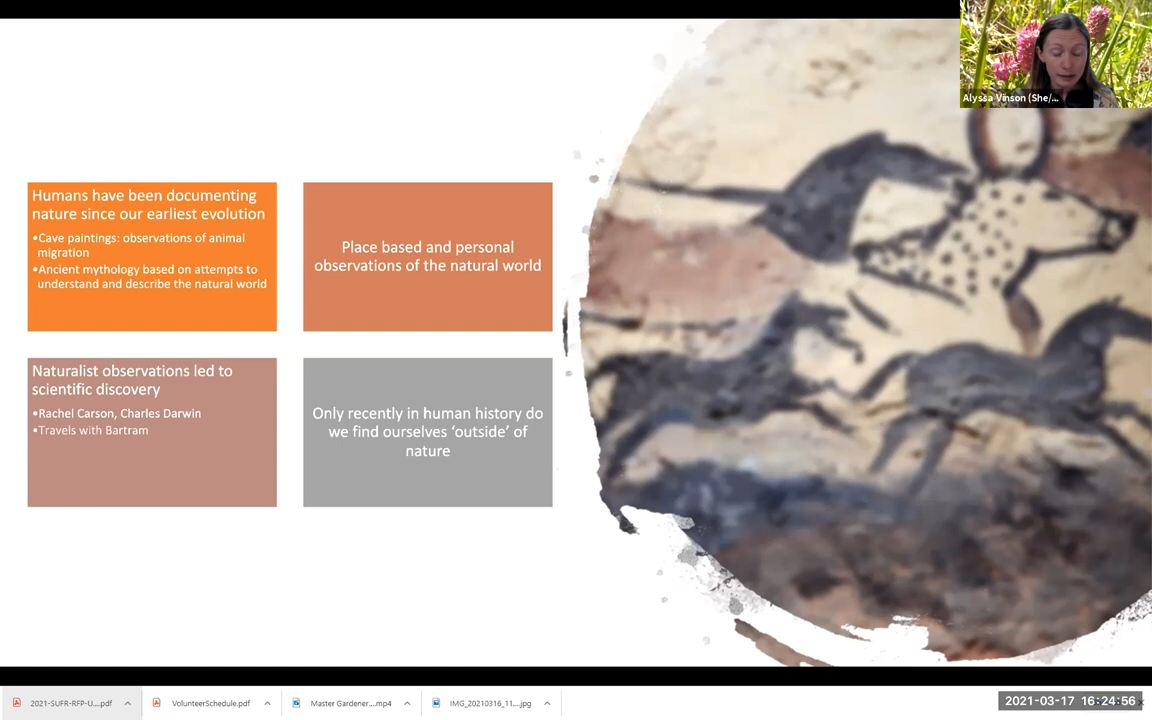 Alyssa Vinson (She/...
Humans have been documenting
nature since our earliest evolution
•Cave paintings: observations of animal
migration
•Ancient mythology based on attempts to
understand and describe the natural world
Place based and personal
observations of the natural world
Naturalist observations led to
scientific discovery
•Rachel Carson, Charles Darwin
•Travels with Bartram
Only recently in human history do
we find ourselves ‘outside’ of
nature
2021-SUFR-RFP-U....pdf
VolunteerSchedule.pdf
Master Gardener....mp4
IMG_20210316_11....jpg
2021-03-17 16:24:56